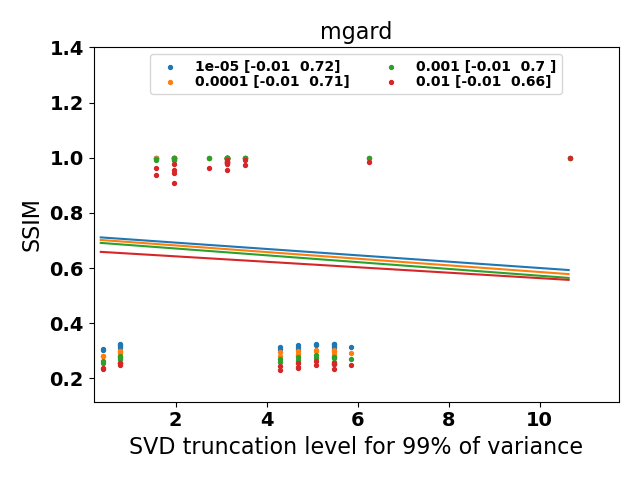 mgard
1e-05 [-0.01  0.72]
0.0001 [-0.01  0.71]
0.001 [-0.01  0.7 ]
0.01 [-0.01  0.66]
1.4
1.2
1.0
0.8
0.6
0.4
0.2
SSIM
2 4 6 8 10
SVD truncation level for 99% of variance